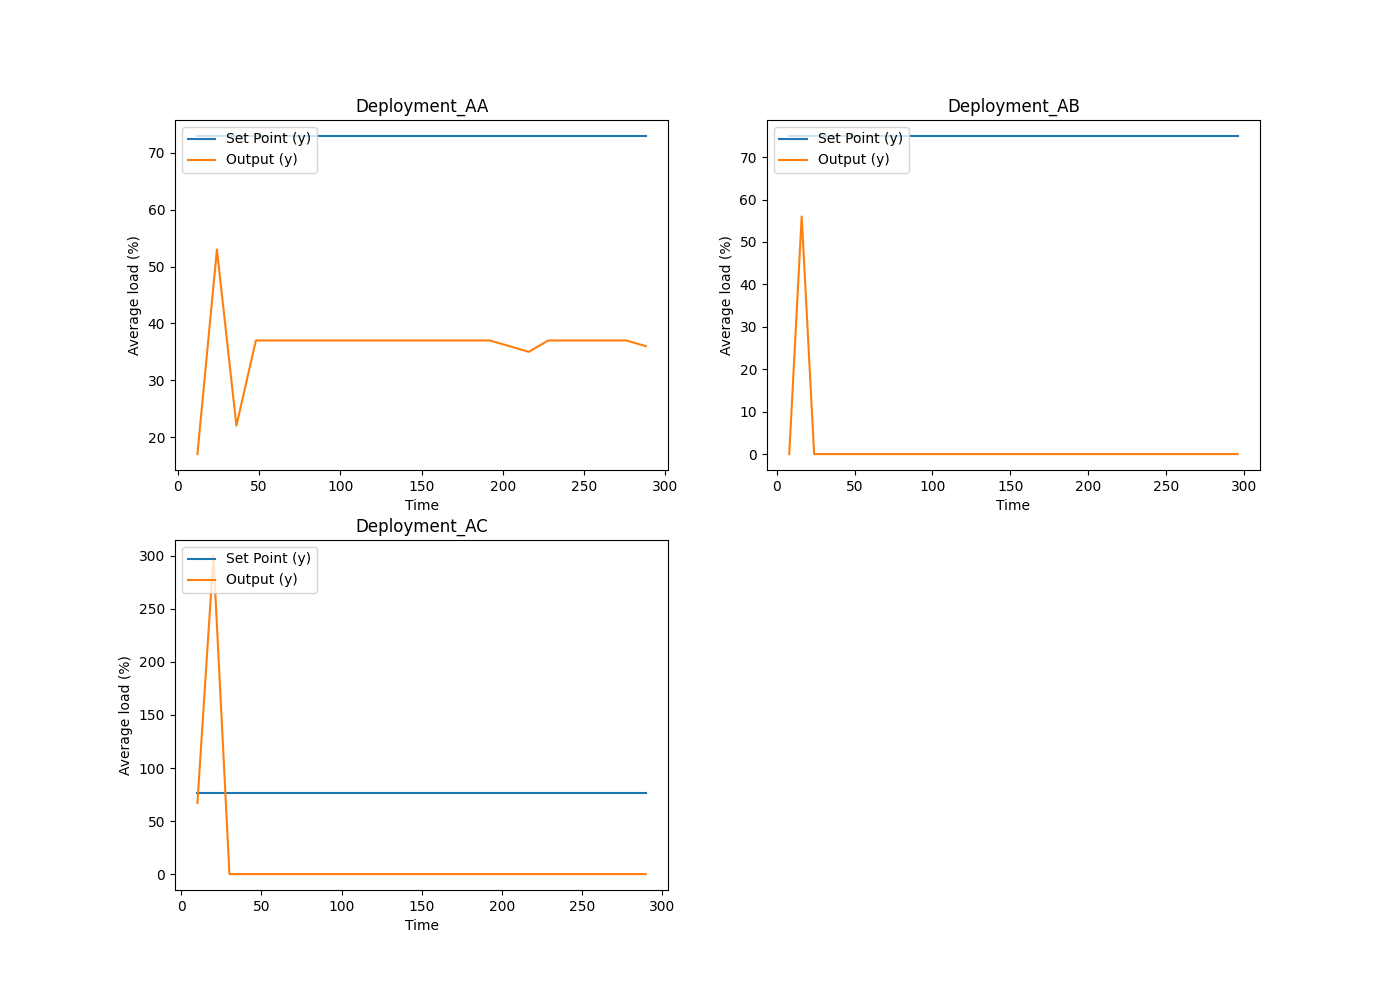 Deployment_AA
Set Point (y)
Output (y)
Average load (%)
70
60
50
40
30
20
0 50 100 150 200 250 300
Time
Deployment_AB
Set Point (y)
Output (y)
Average load (%)
70
60
50
40
30
20
10
0
0 50 100 150 200 250 300
Time
Deployment_AC
Set Point (y)
Output (y)
Average load (%)
300
250
200
150
100
50
0
0 50 100 150 200 250 300
Time